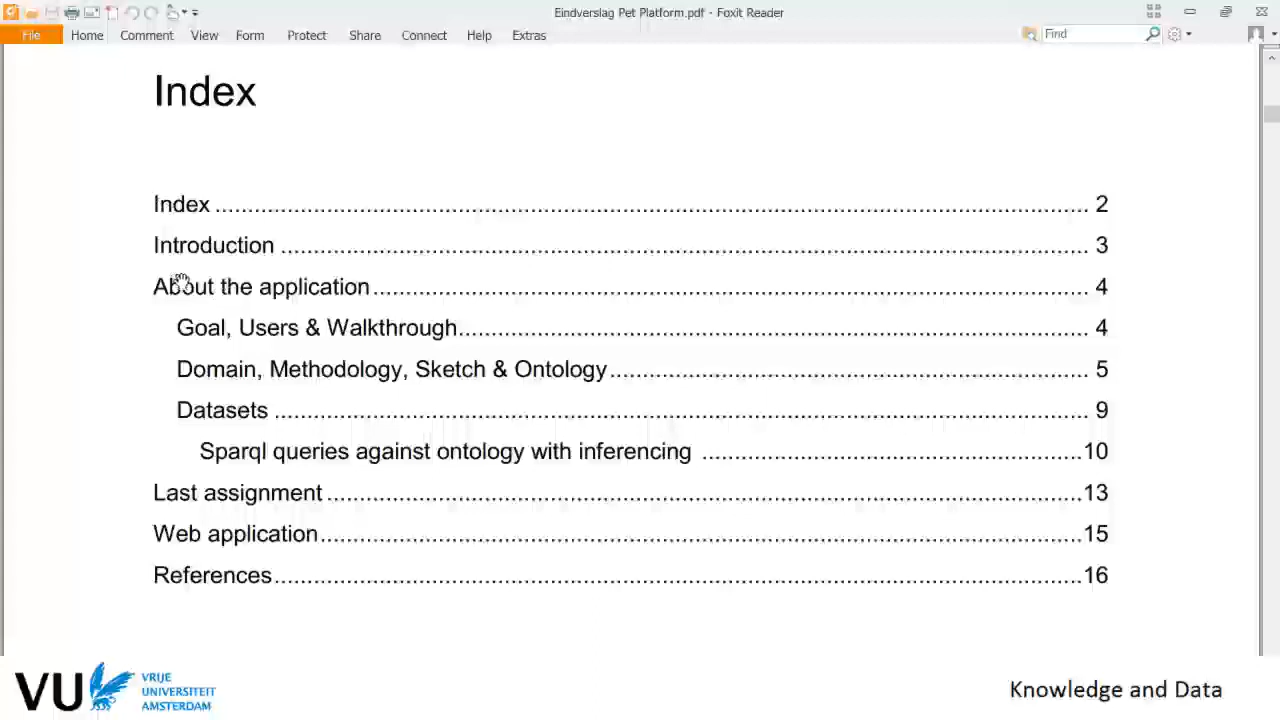 Eindverslag Pet Platform.pdf - Foxit Reader
File Home Comment View Form Protect Share Connect Help Extras Find
Index
Index ........................................................ 2
Introduction ........................................................ 3
About the application ........................................................ 4
Goal, Users & Walkthrough ........................................................ 4
Domain, Methodology, Sketch & Ontology ........................................................ 5
Datasets ........................................................ 9
Sparql queries against ontology with inferencing ........................................................ 10
Last assignment ........................................................ 13
Web application ........................................................ 15
References ........................................................ 16
VU VRIJE
UNIVERSITEIT
AMSTERDAM
Knowledge and Data